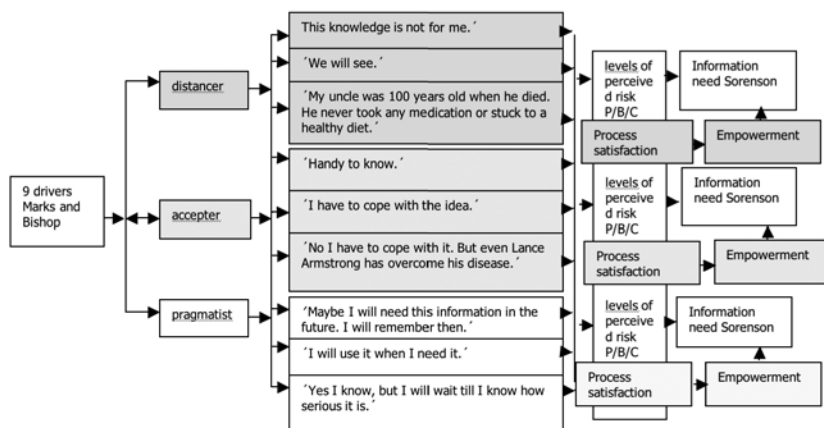 9 drivers
Marks and
Bishop
distancer
accepter
pragmatist
This knowledge is not for me.´
´We will see.´
´My uncle was 100 years old when he died.
He never took any medication or stuck to a
healthy diet.´
´Handy to know.´
´I have to cope with the idea.´
´No I have to cope with it. But even Lance
Armstrong has overcome his disease.´
‘Maybe I will need this information in the
future. I will remember then.´
´I will use it when I need it.´
‘Yes I know, but I will wait till I know how
serious it is.´
levels of
perceive
d risk
P/B/C
Information
need Sorenson
Process
satisfaction
Empowerment
levels of
perceive
d risk
P/B/C
Information
need Sorenson
Process
satisfaction
Empowerment
levels of
perceive
d risk
P/B/C
Information
need Sorenson
Process
satisfaction
Empowerment